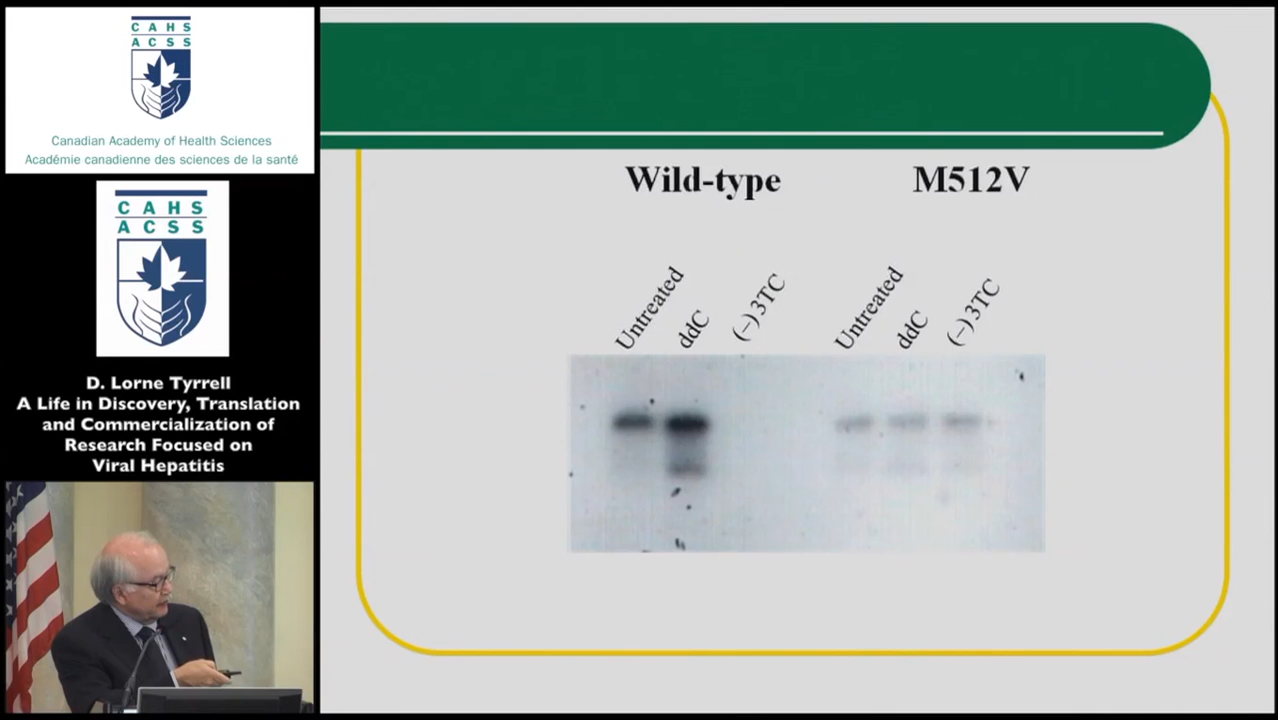 CAHS
ACSS
Canadian Academy of Health Sciences
Académie canadienne des sciences de la santé
CAHS
ACSS
D. Lorne Tyrrell
A Life in Discovery, Translation
and Commercialization of
Research Focused on
Viral Hepatitis
Wild-type
M512V
Untreated
ddC
(–)3TC
Untreated
ddC
(–)3TC